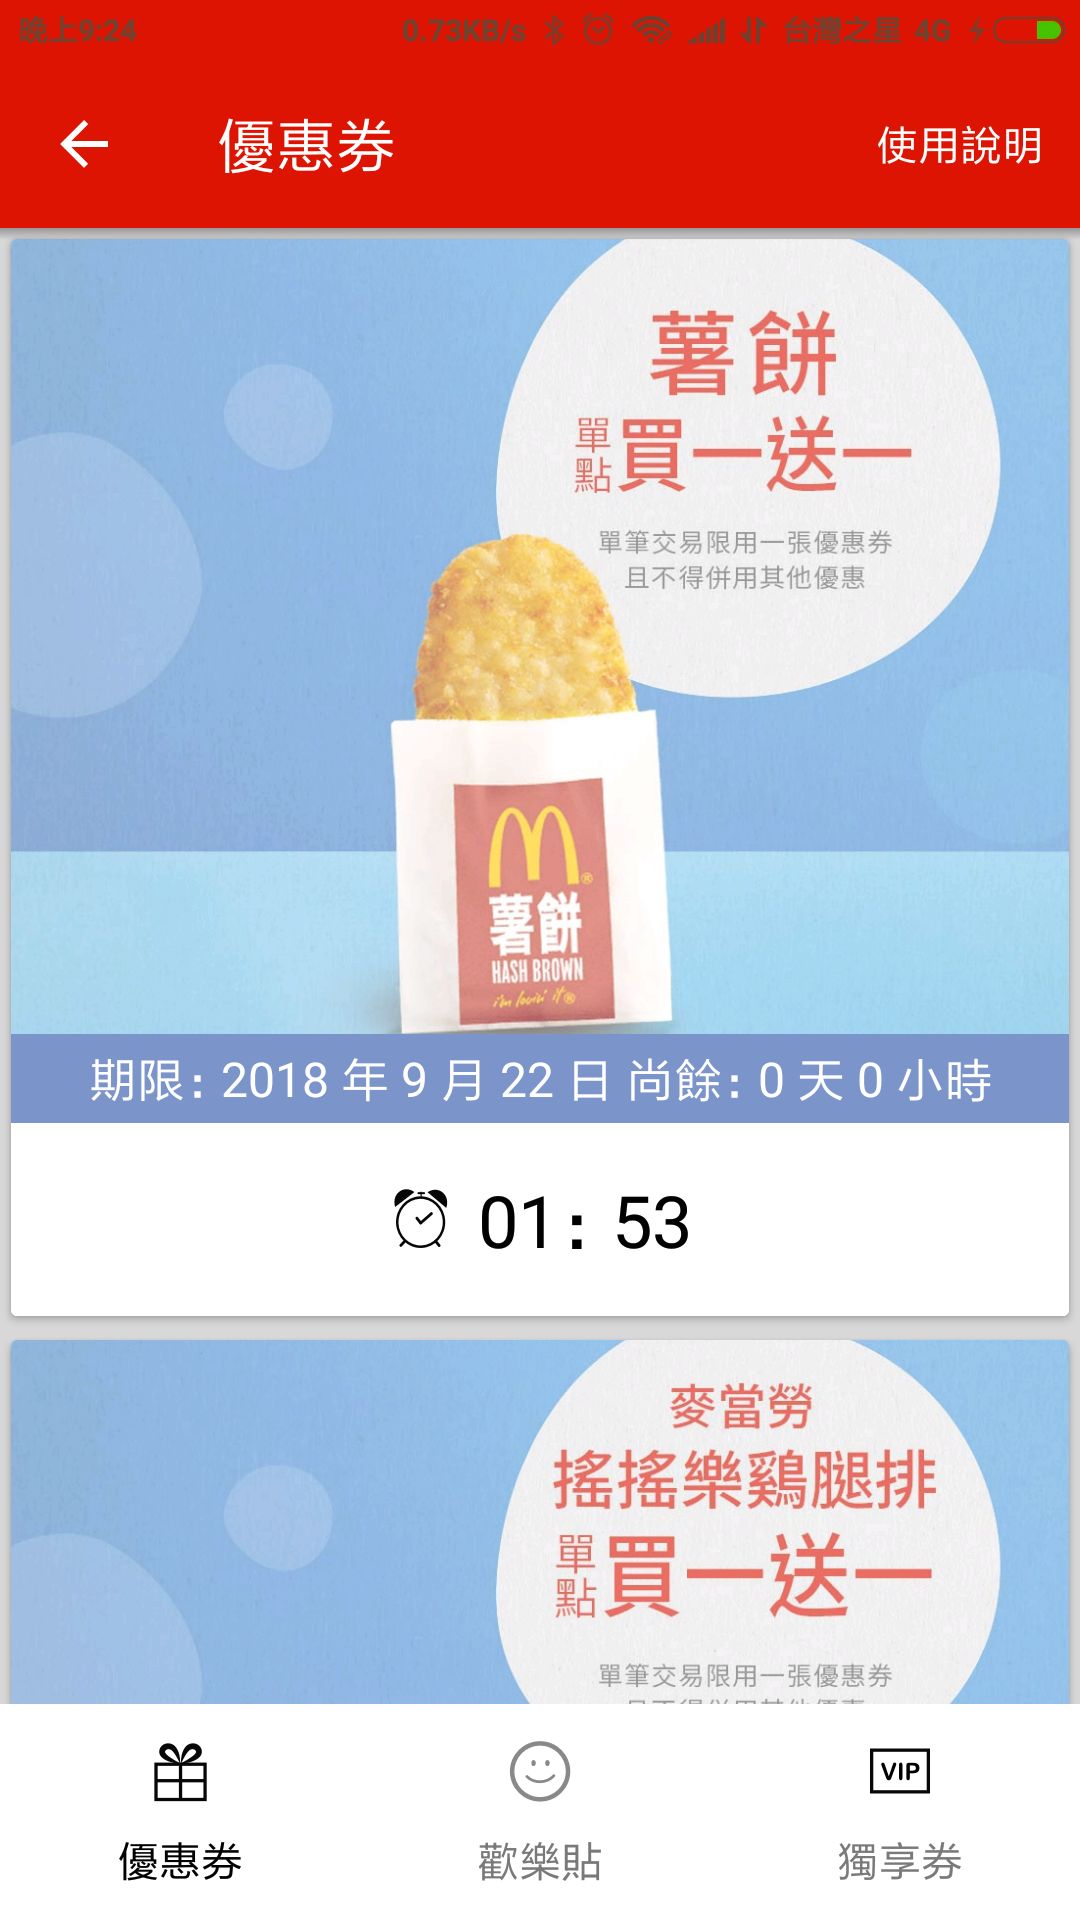 晚上9:24 0.73KB/s 台灣之星 4G
優惠券 使用說明
薯餅
單點買一送一
單筆交易限用一張優惠券
且不得併用其他優惠
M®
薯餅
HASH BROWN
i'm lovin' it®
期限: 2018 年 9 月 22 日 尚餘: 0 天 0 小時
01: 53
麥當勞
搖搖樂鷄腿排
單點買一送一
單筆交易限用一張優惠券
VIP
優惠券 歡樂貼 獨享券